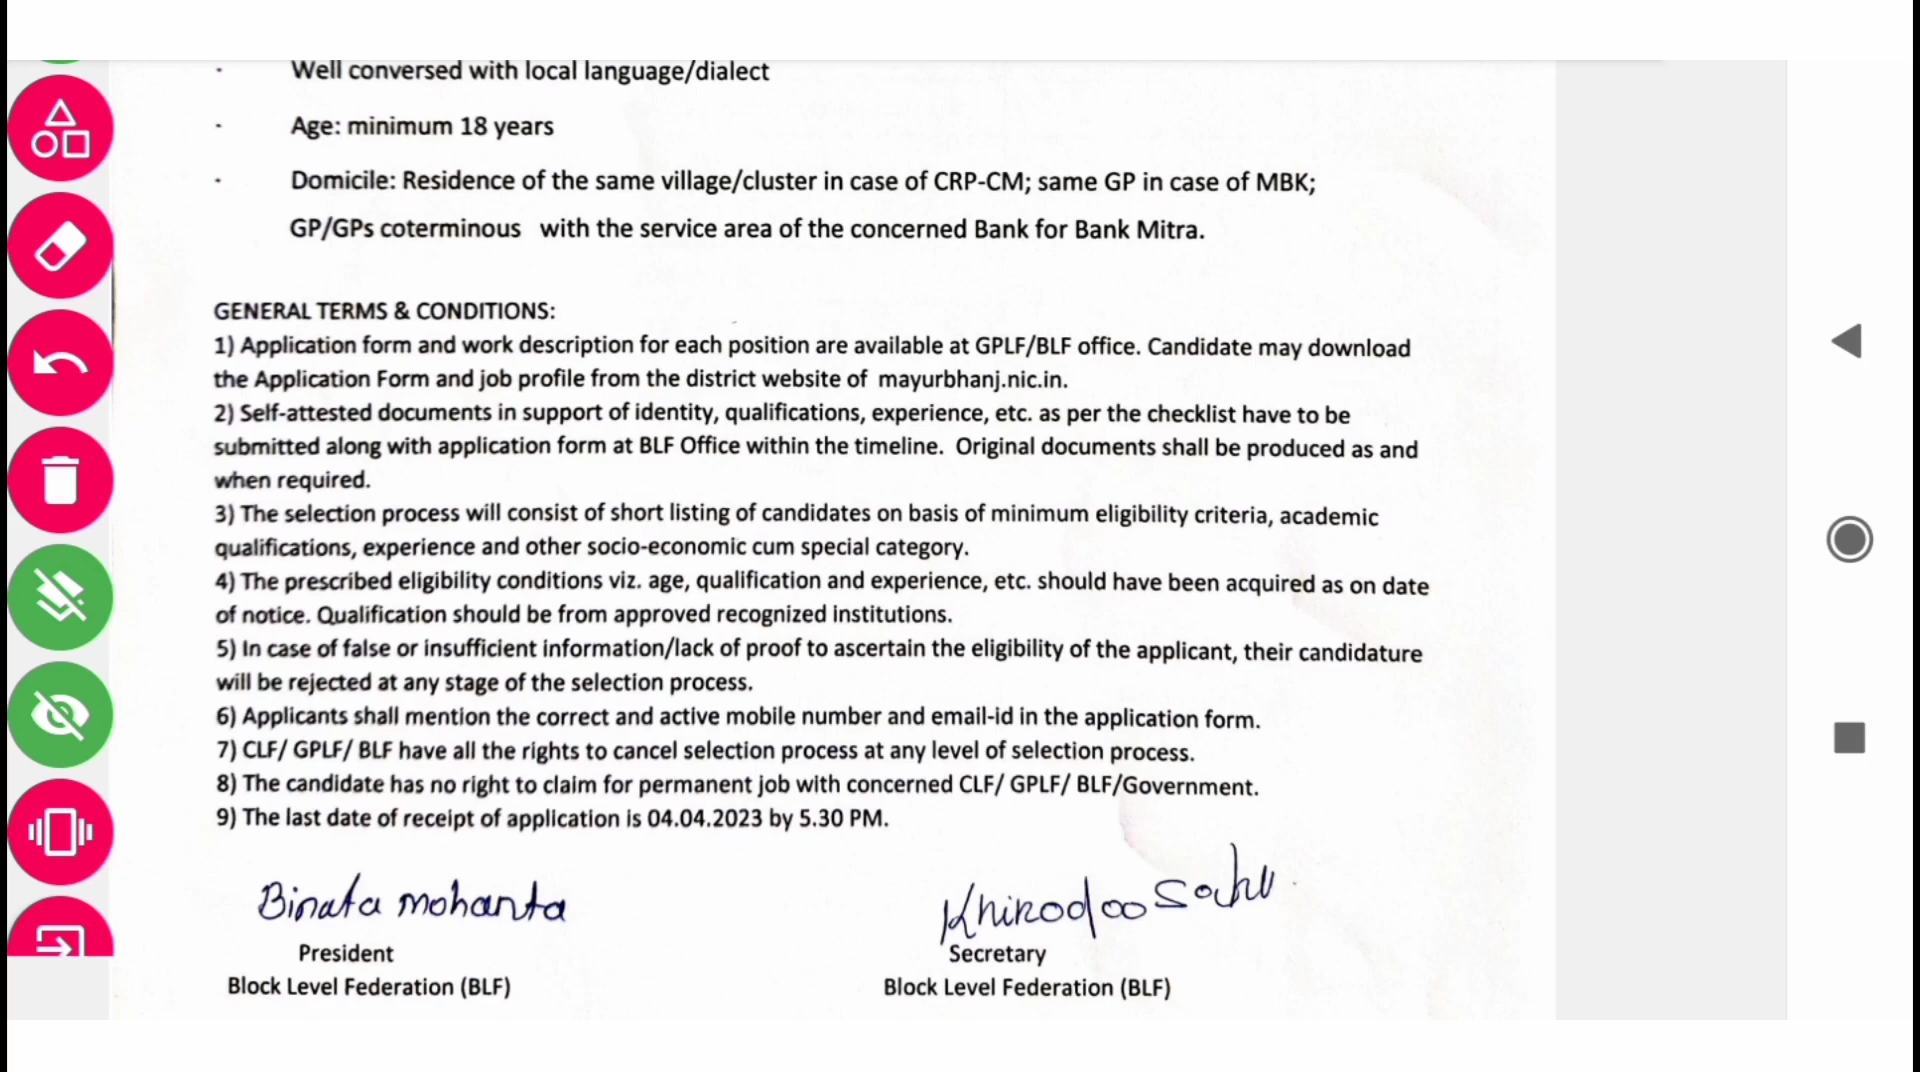 - Well conversed with local language/dialect
- Age: minimum 18 years
- Domicile: Residence of the same village/cluster in case of CRP-CM; same GP in case of MBK;
GP/GPs coterminous with the service area of the concerned Bank for Bank Mitra.
GENERAL TERMS & CONDITIONS:
1) Application form and work description for each position are available at GPLF/BLF office. Candidate may download
the Application Form and job profile from the district website of mayurbhanj.nic.in.
2) Self-attested documents in support of identity, qualifications, experience, etc. as per the checklist have to be
submitted along with application form at BLF Office within the timeline. Original documents shall be produced as and
when required.
3) The selection process will consist of short listing of candidates on basis of minimum eligibility criteria, academic
qualifications, experience and other socio-economic cum special category.
4) The prescribed eligibility conditions viz. age, qualification and experience, etc. should have been acquired as on date
of notice. Qualification should be from approved recognized institutions.
5) In case of false or insufficient information/lack of proof to ascertain the eligibility of the applicant, their candidature
will be rejected at any stage of the selection process.
6) Applicants shall mention the correct and active mobile number and email-id in the application form.
7) CLF/ GPLF/ BLF have all the rights to cancel selection process at any level of selection process.
8) The candidate has no right to claim for permanent job with concerned CLF/ GPLF/ BLF/Government.
9) The last date of receipt of application is 04.04.2023 by 5.30 PM.
Binata mohanta
President
Block Level Federation (BLF)
Secretary
Block Level Federation (BLF)